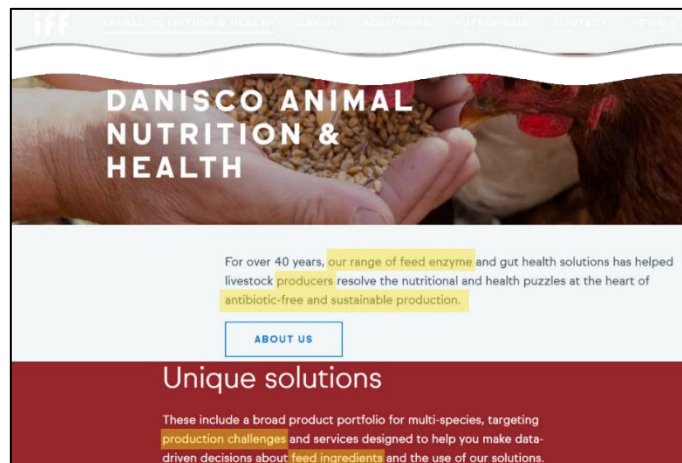 iff ANIMAL NUTRITION & HEALTH ABOUT SOLUTIONS NUTRINOSIS CONTACT NEWS &
DANISCO ANIMAL
NUTRITION &
HEALTH
For over 40 years, our range of feed enzyme and gut health solutions has helped
livestock producers resolve the nutritional and health puzzles at the heart of
antibiotic-free and sustainable production.
ABOUT US
Unique solutions
These include a broad product portfolio for multi-species, targeting
production challenges and services designed to help you make data-
driven decisions about feed ingredients and the use of our solutions.